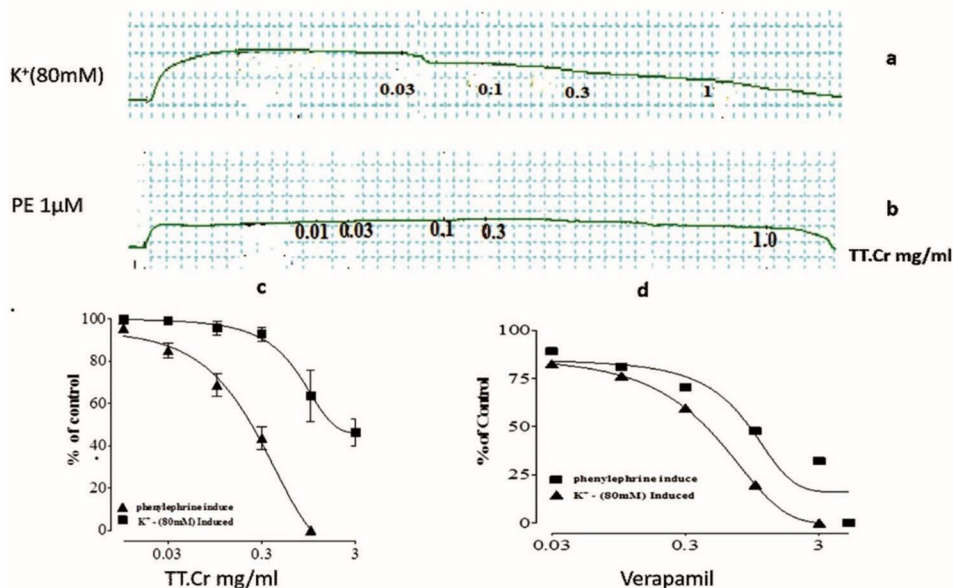 K⁺(80mM)
a
0.03 0.1 0.3 1
PE 1µM
b
0.01 0.03 0.1 0.3 1.0
TT.Cr mg/ml
c
d
% of control
100
80
60
40
20
0
phenylephrine induce
K⁺ - (80mM) Induced
0.03 0.3 3
TT.Cr mg/ml
%of Control
100
75
50
25
0
phenylephrine induce
K⁺ - (80mM) Induced
0.03 0.3 3
Verapamil